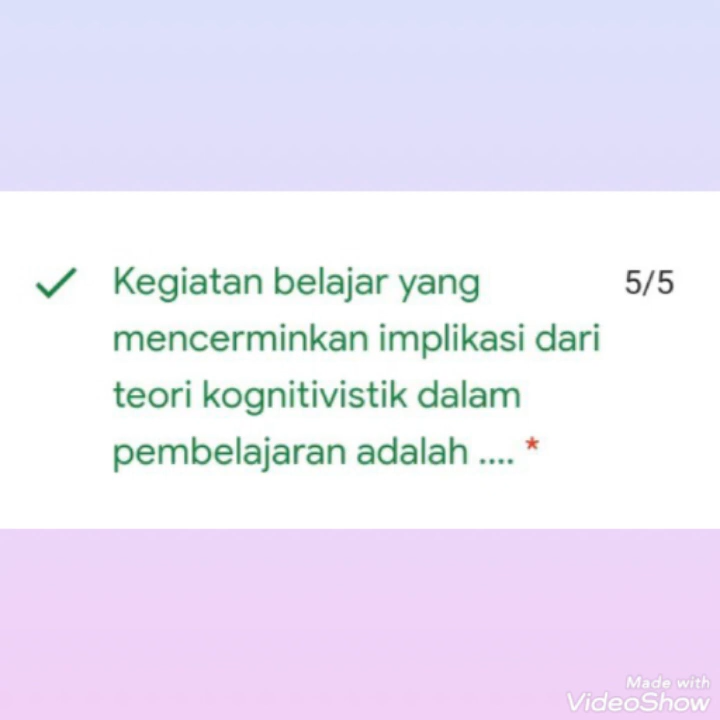 Kegiatan belajar yang 5/5
mencerminkan implikasi dari
teori kognitivistik dalam
pembelajaran adalah .... *
Made with
VideoShow